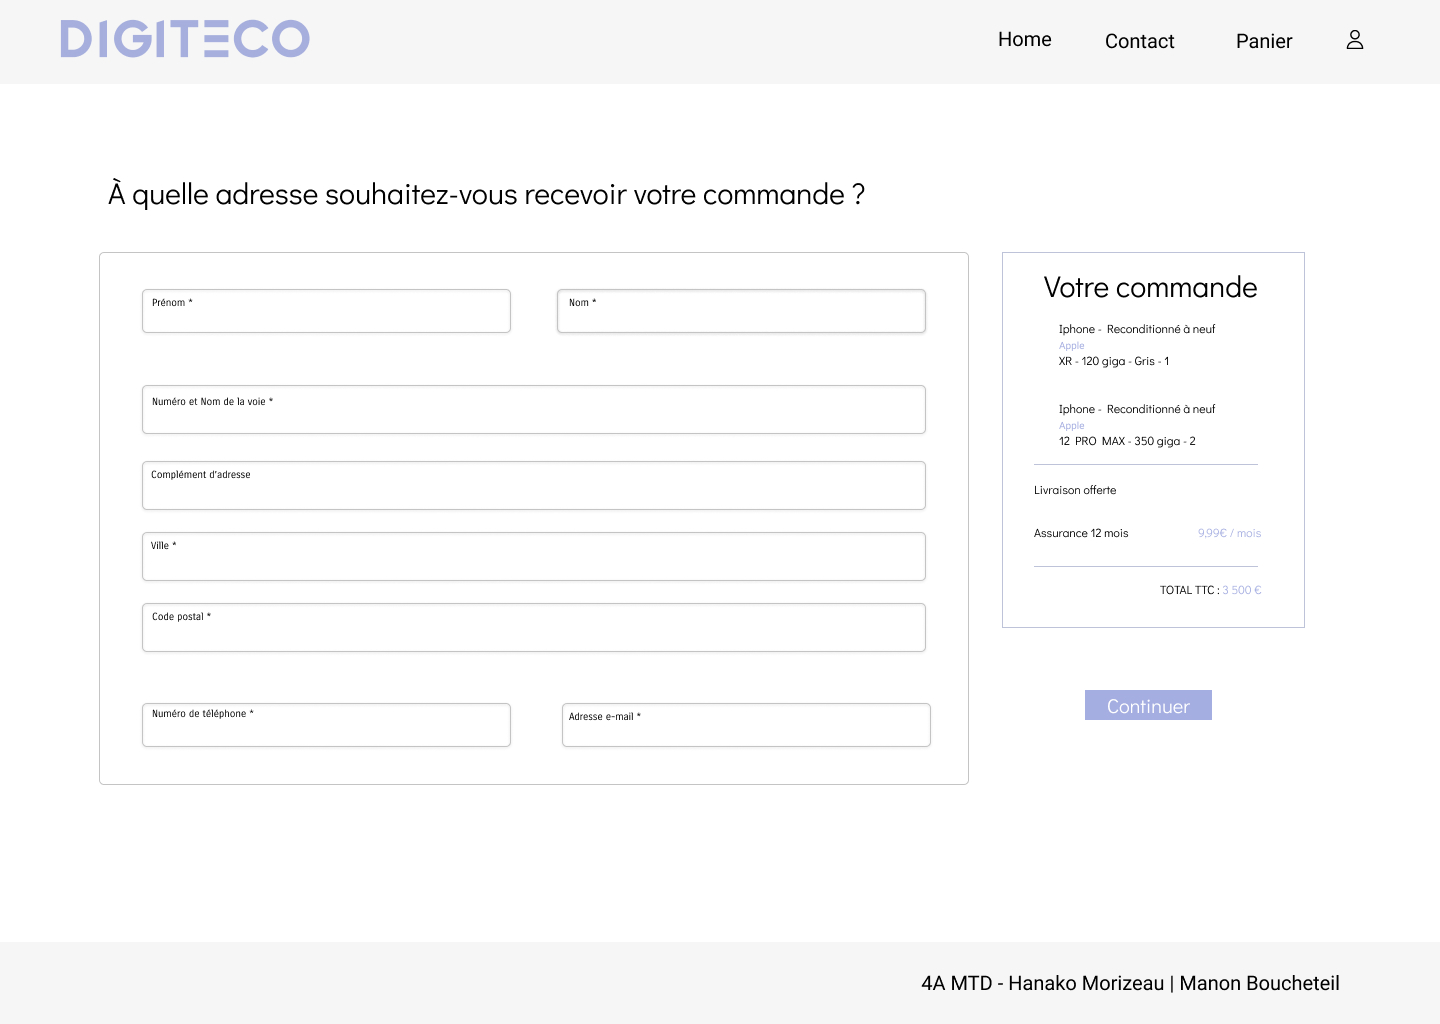 DIGITECO
Home
Contact
Panier
À quelle adresse souhaitez-vous recevoir votre commande ?
Prénom *
Nom *
Numéro et Nom de la voie *
Complément d'adresse
Ville *
Code postal *
Numéro de téléphone *
Adresse e-mail *
Votre commande
Iphone - Reconditionné à neuf
Apple
XR - 120 giga - Gris - 1
Iphone - Reconditionné à neuf
Apple
12 PRO MAX - 350 giga - 2
Livraison offerte
Assurance 12 mois 9,99€ / mois
TOTAL TTC : 3 500 €
Continuer
4A MTD - Hanako Morizeau | Manon Boucheteil